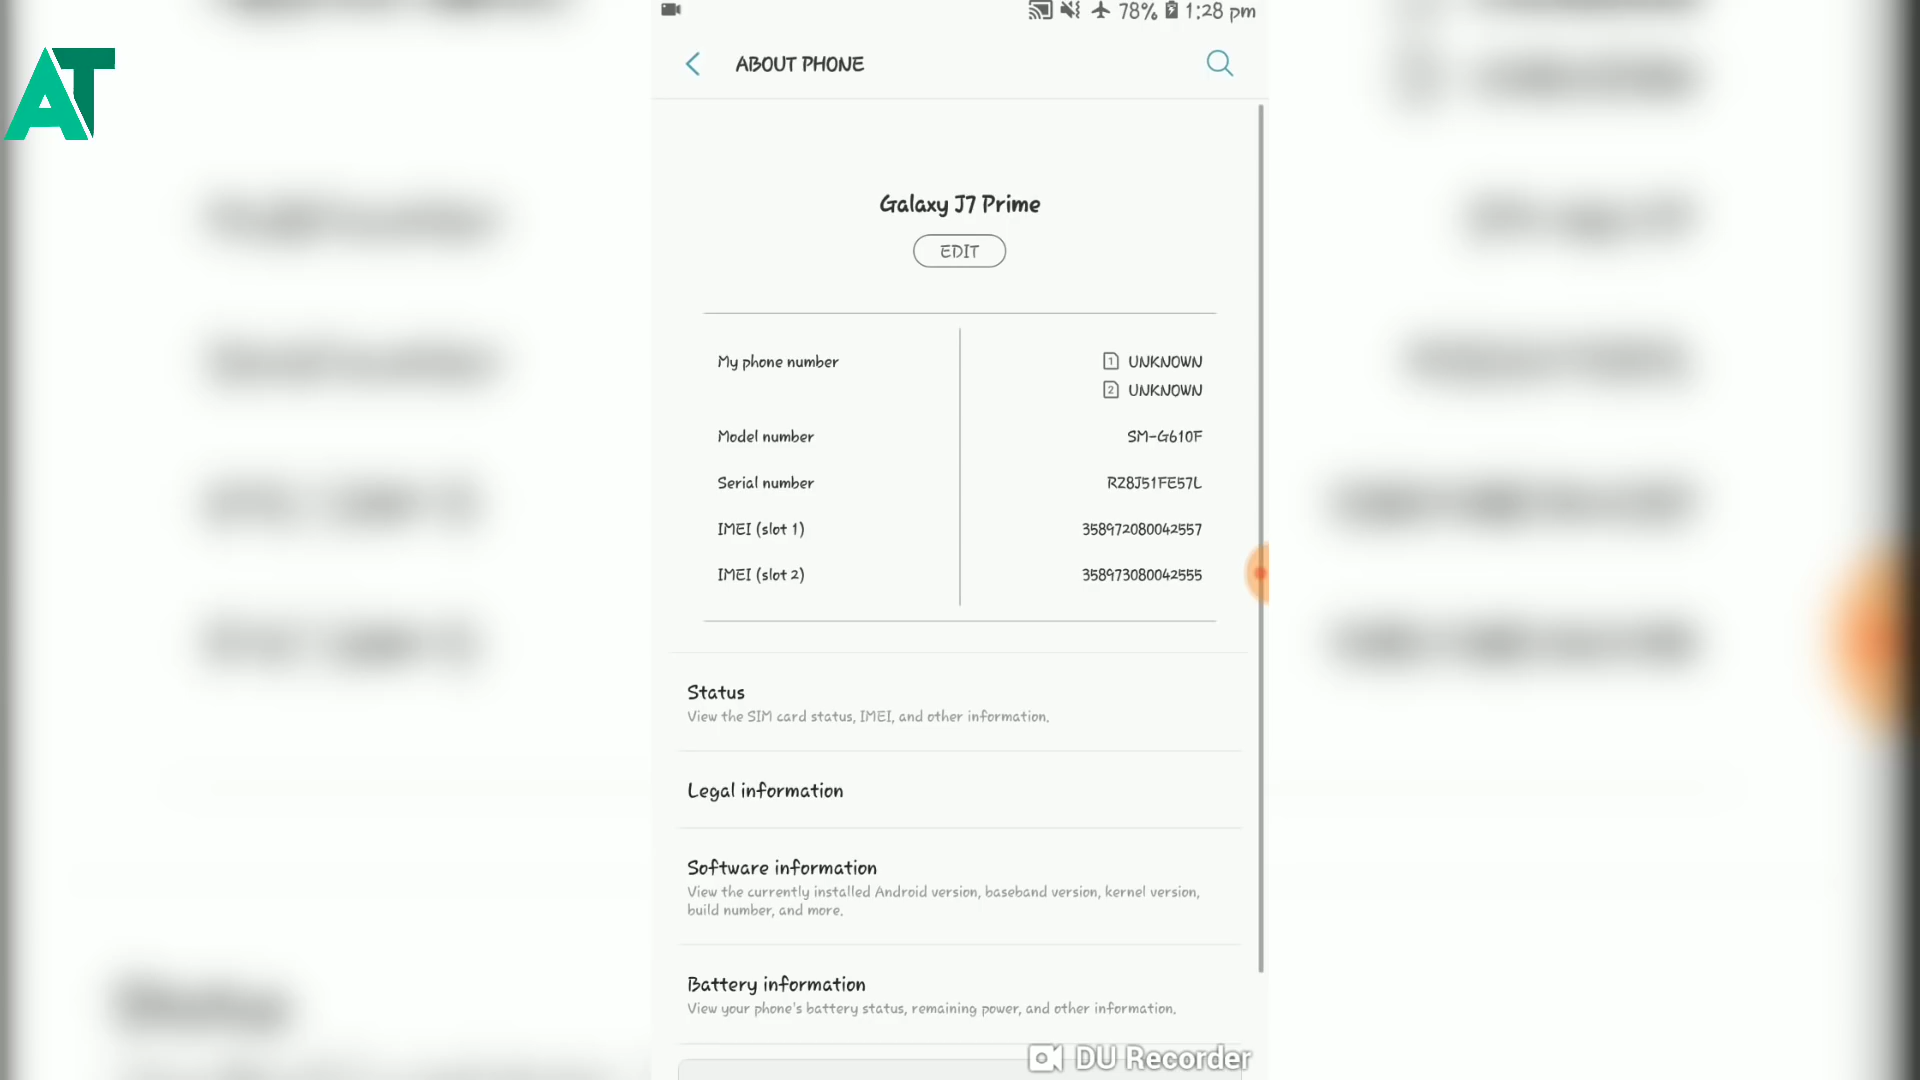 AT
78% 1:28 pm
ABOUT PHONE
Galaxy J7 Prime
EDIT
My phone number
1 UNKNOWN
2 UNKNOWN
Model number SM-G610F
Serial number RZ8J51FE57L
IMEI (slot 1) 358972080042557
IMEI (slot 2) 358973080042555
Status
View the SIM card status, IMEI, and other information.
Legal information
Software information
View the currently installed Android version, baseband version, kernel version,
build number, and more.
Battery information
View your phone's battery status, remaining power, and other information.
DU Recorder